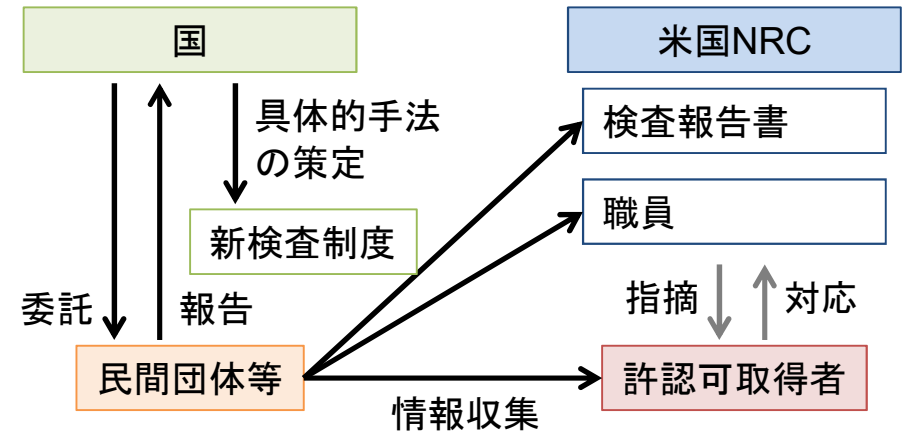 国
米国NRC
具体的手法
の策定
検査報告書
職員
新検査制度
委託
報告
指摘
対応
民間団体等
許認可取得者
情報収集